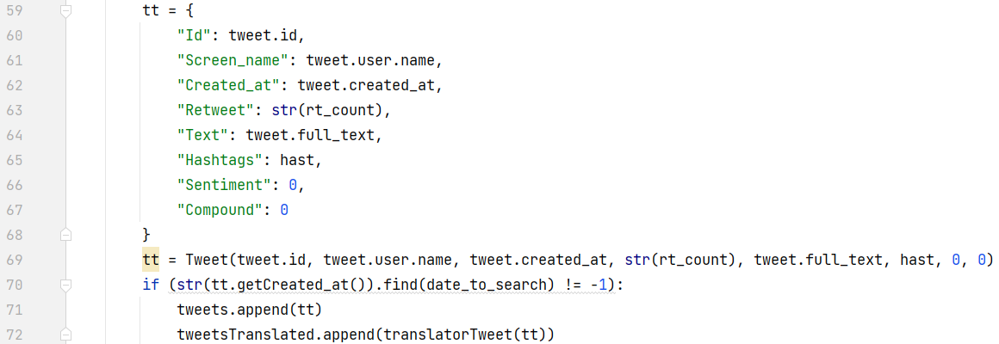 59 tt = {
60 "Id": tweet.id,
61 "Screen_name": tweet.user.name,
62 "Created_at": tweet.created_at,
63 "Retweet": str(rt_count),
64 "Text": tweet.full_text,
65 "Hashtags": hast,
66 "Sentiment": 0,
67 "Compound": 0
68 }
69 tt = Tweet(tweet.id, tweet.user.name, tweet.created_at, str(rt_count), tweet.full_text, hast, 0, 0)
70 if (str(tt.getCreated_at()).find(date_to_search) != -1):
71 tweets.append(tt)
72 tweetsTranslated.append(translatorTweet(tt))